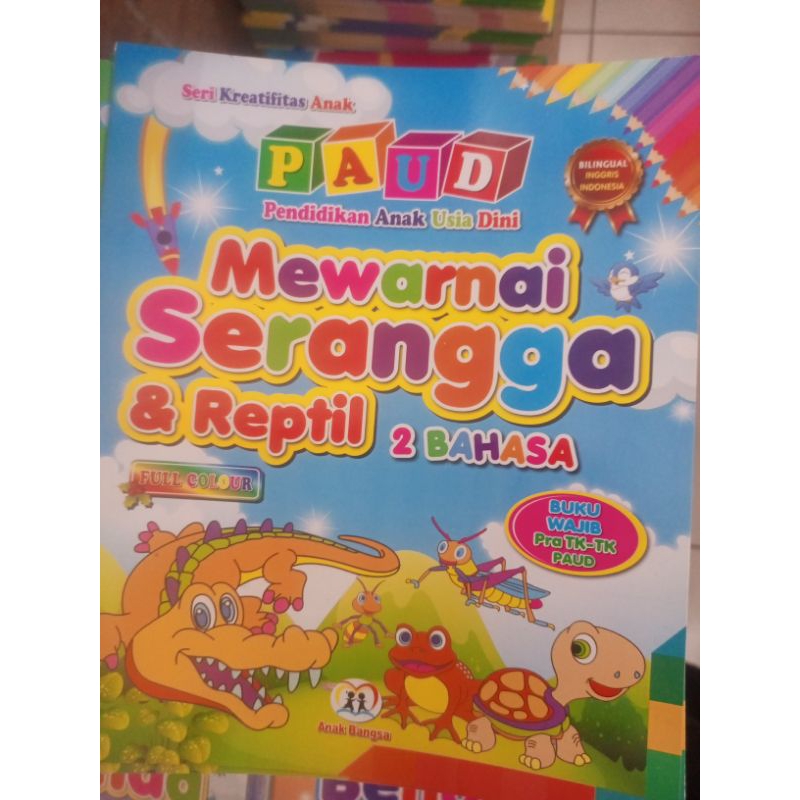 Seri Kreatifitas Anak
PAUD
Pendidikan Anak Usia Dini
BILINGUAL
INGGRIS
INDONESIA
Mewarnai
Serangga
& Reptil
2 BAHASA
FULL COLOUR
BUKU
WAJIB
Pra TK-TK
PAUD
Anak Bangsa